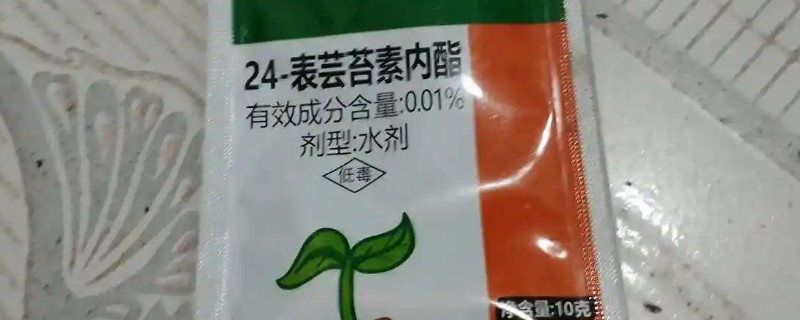 24-表芸苔素内酯
有效成分含量:0.01%
剂型:水剂
低毒
净含量:10克